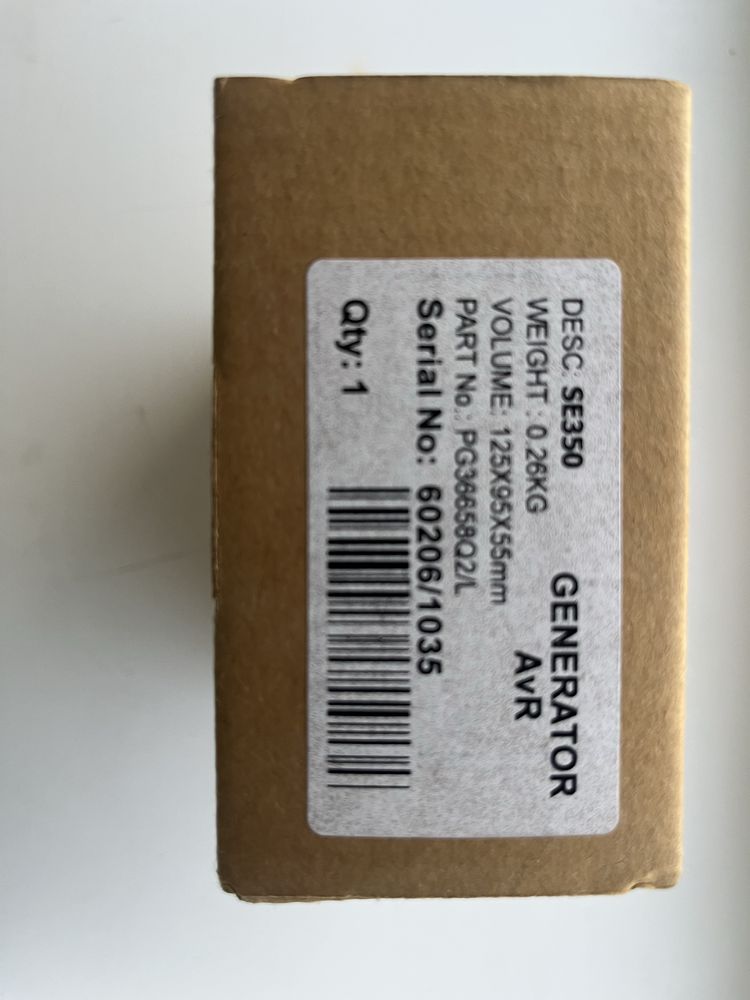 DESC: SE350
GENERATOR
WEIGHT : 0.26KG
AvR
VOLUME: 125X95X55mm
PART No.: PG36658Q2/L
Serial No: 60206/1035
Qty: 1